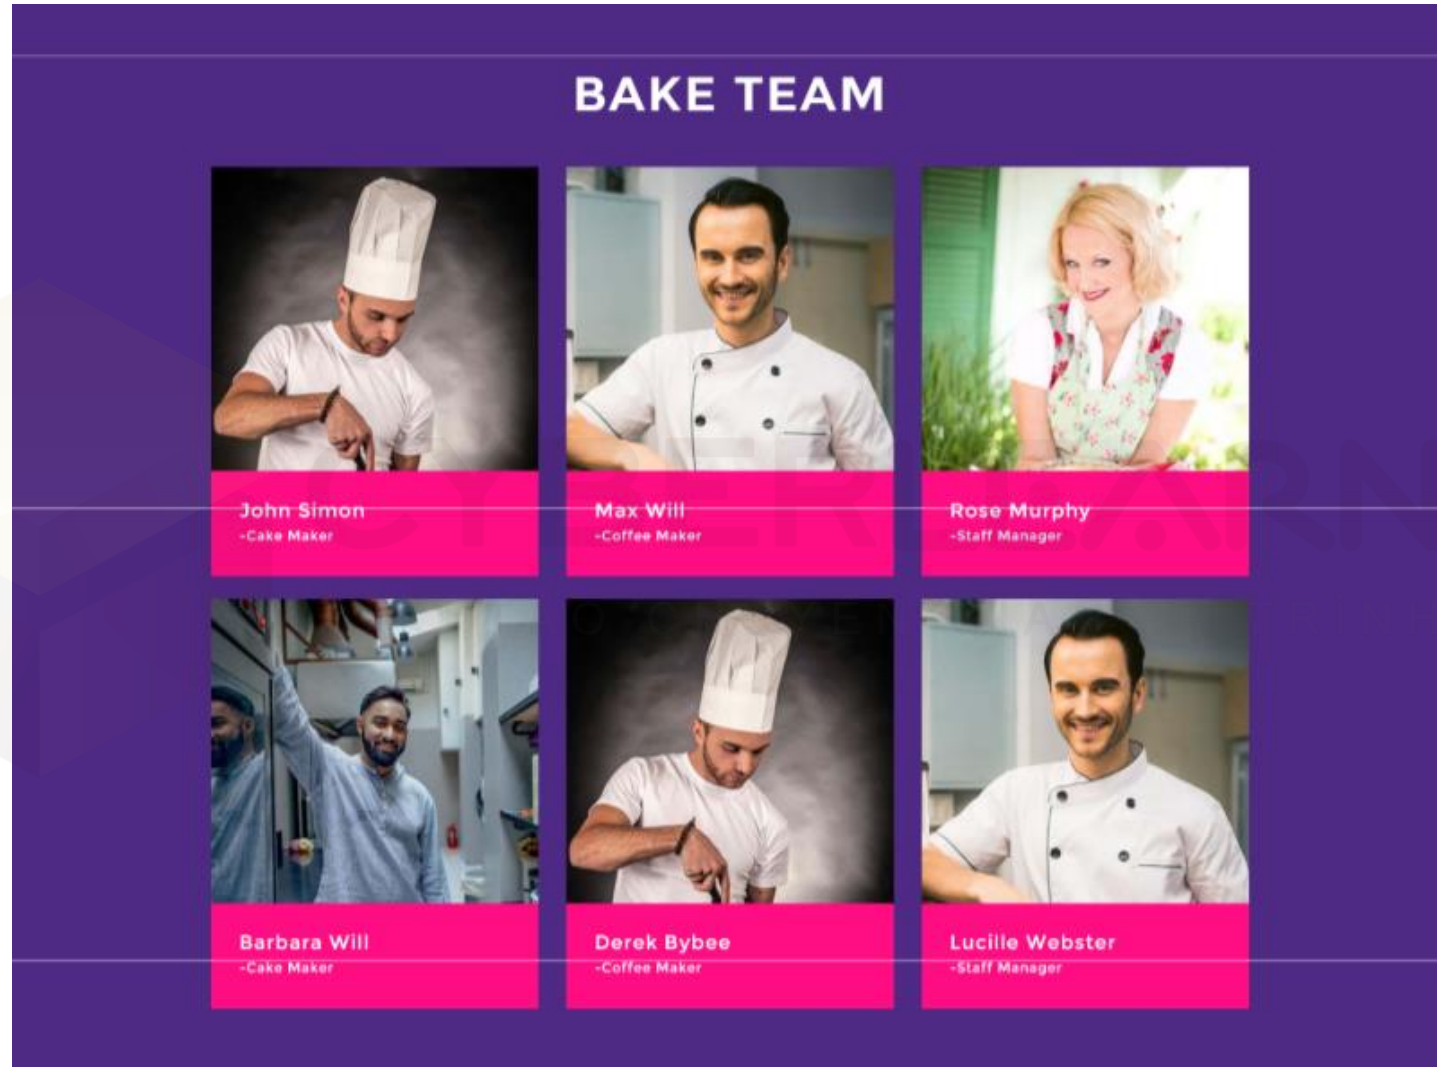 BAKE TEAM
John Simon
-Cake Maker
Max Will
-Coffee Maker
Rose Murphy
-Staff Manager
CYBERLEARN
Barbara Will
-Cake Maker
Derek Bybee
-Coffee Maker
Lucille Webster
-Staff Manager